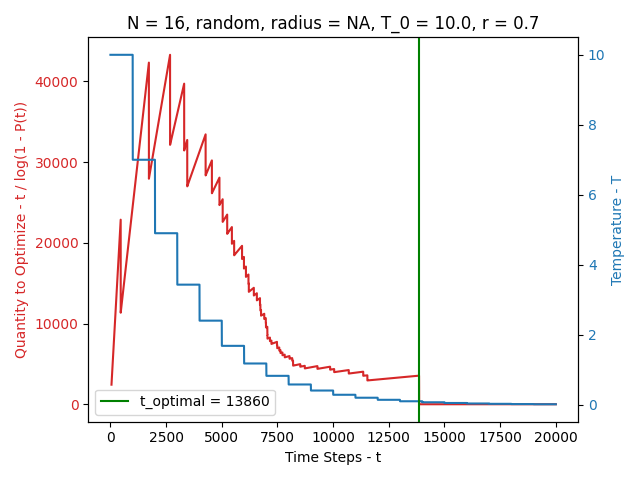 N = 16, random, radius = NA, T_0 = 10.0, r = 0.7
Quantity to Optimize - t / log(1 - P(t))
40000
30000
20000
10000
0
10
8
6
4
2
0
Temperature - T
t_optimal = 13860
0 2500 5000 7500 10000 12500 15000 17500 20000
Time Steps - t